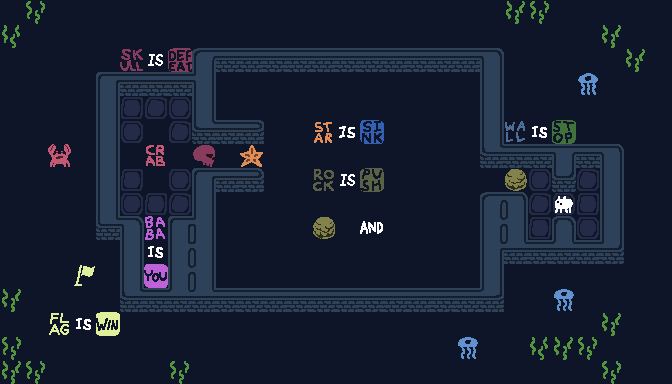 SKULL IS DEFEAT
STAR IS SINK
WALL IS STOP
CRAB
ROCK IS PUSH
BABA
IS
YOU
AND
FLAG IS WIN